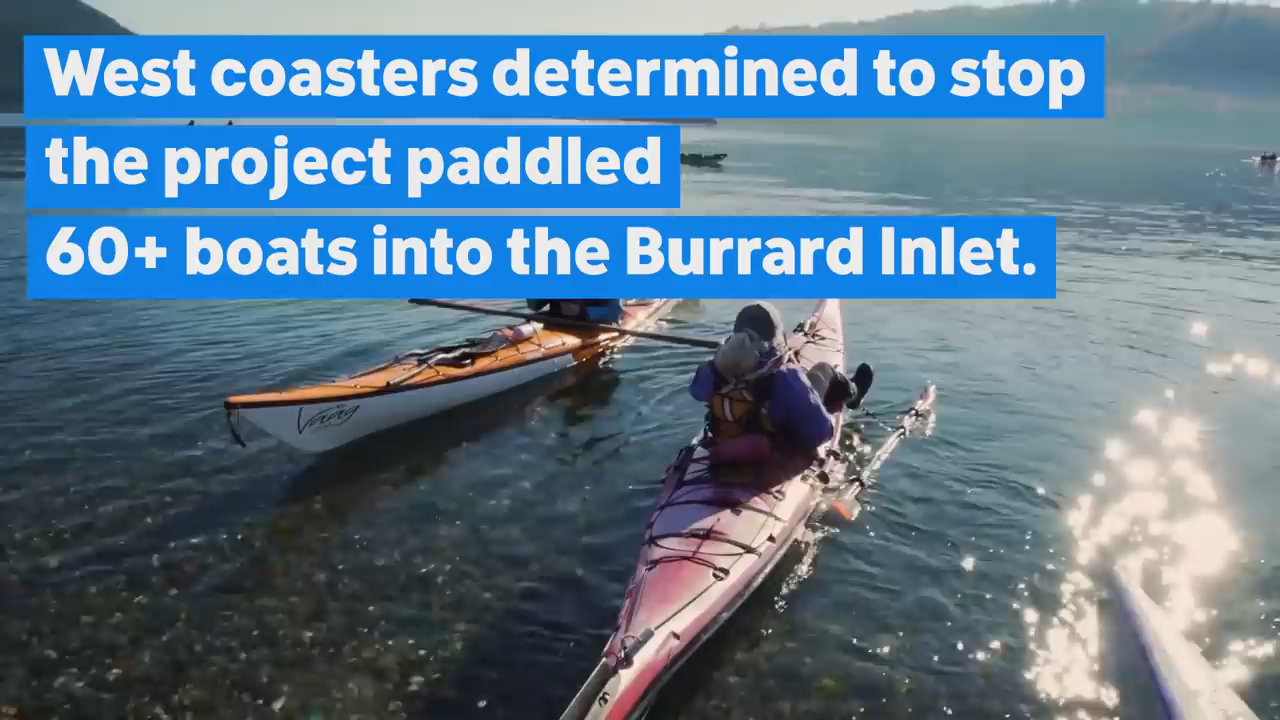 West coasters determined to stop
the project paddled
60+ boats into the Burrard Inlet.